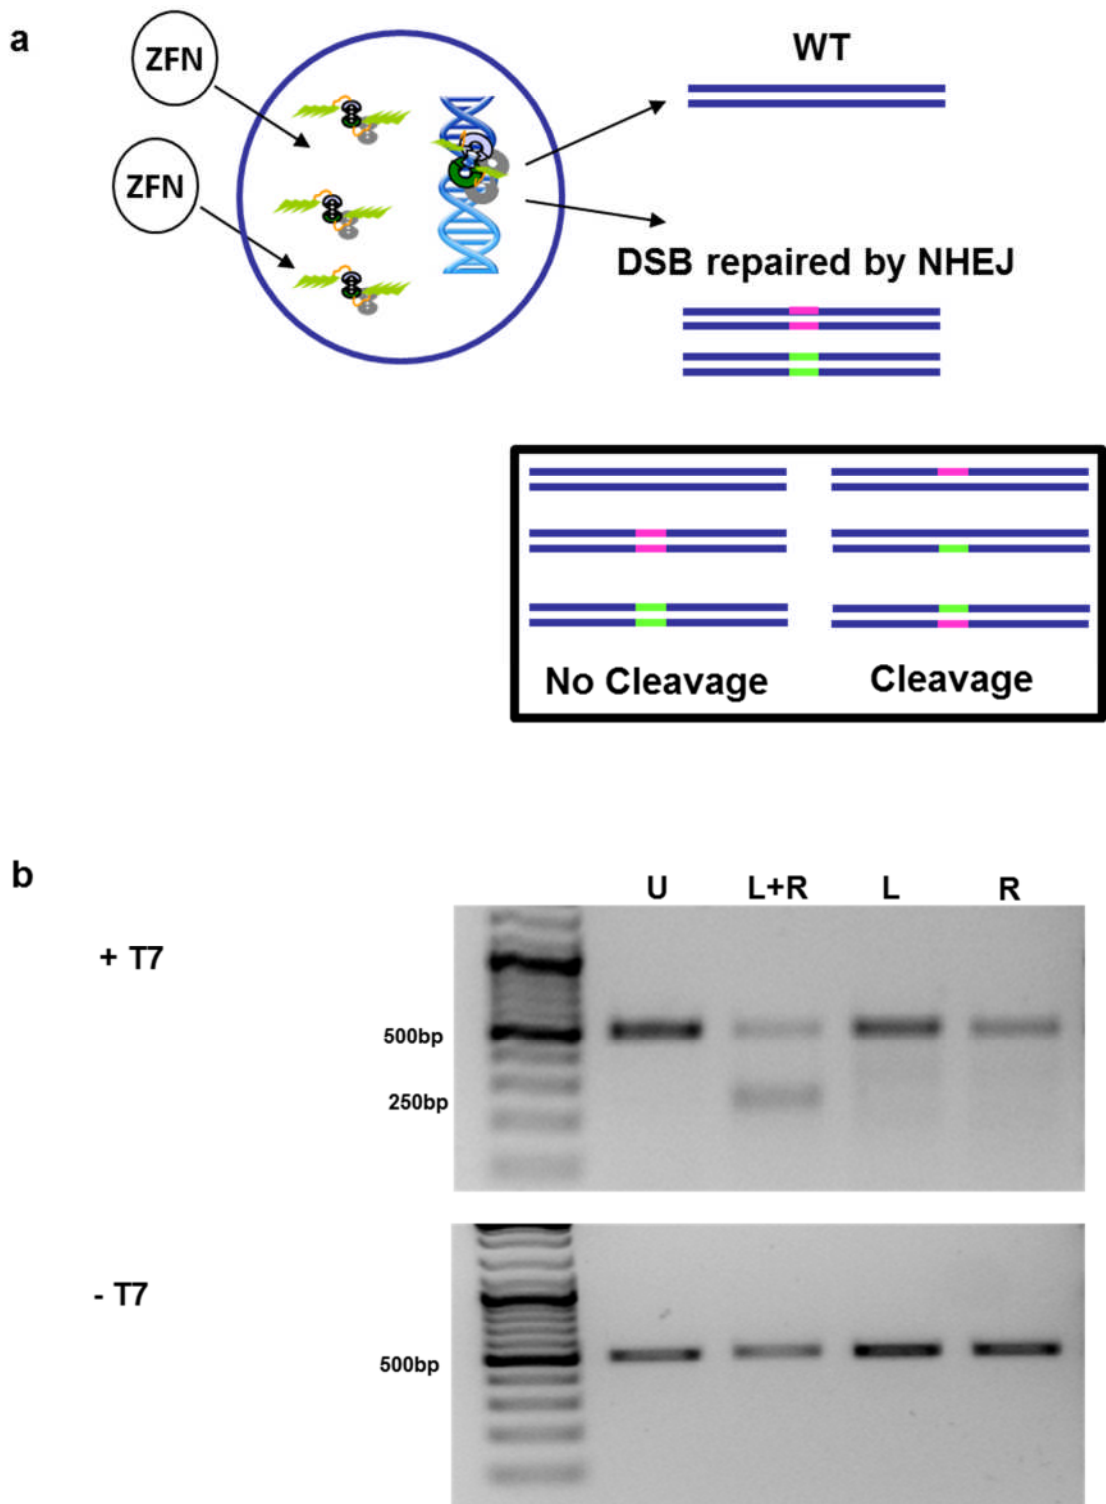 a
ZFN
ZFN
WT
DSB repaired by NHEJ
No Cleavage
Cleavage
b
U L+R L R
+ T7
500bp
250bp
- T7
500bp